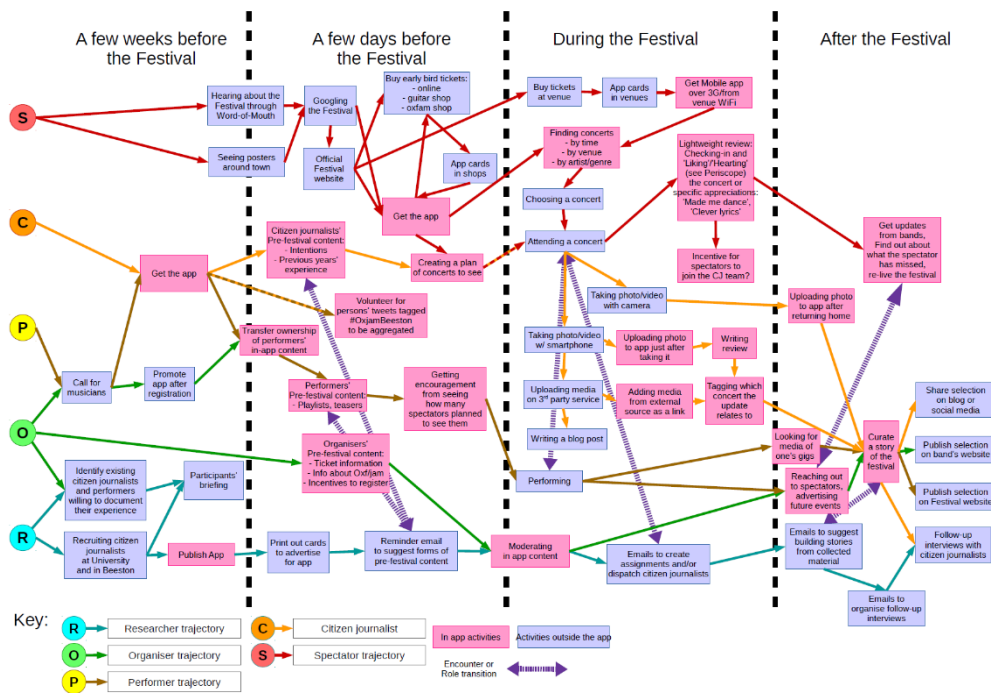 A few weeks before
the Festival
A few days before
the Festival
During the Festival
After the Festival
S
Hearing about the
Festival through
Word-of-Mouth
Seeing posters
around town
Googling
the Festival
Official
Festival
website
Buy early bird tickets:
- online
- guitar shop
- oxfam shop
App cards
in shops
Get the app
Creating a plan
of concerts to see
Buy tickets
at venue
App cards
in venues
Get Mobile app
over 3G/from
venue WiFi
Finding concerts
- by time
- by venue
- by artist/genre
Choosing a concert
Attending a concert
Lightweight review:
Checking-in and
'Liking'/'Hearting'
(see Periscope)
the concert or
specific appreciations:
'Made me dance',
'Clever lyrics'
Incentive for
spectators to
join the CJ team?
Get updates
from bands,
Find out about
what the spectator
has missed,
re-live the festival
C
Get the app
Citizen journalists'
Pre-festival content:
- Intentions
- Previous years'
experience
Volunteer for
persons' tweets tagged
#OxjamBeeston
to be aggregated
Taking photo/video
with camera
Uploading photo
to app after
returning home
P
Call for
musicians
Promote
app after
registration
Transfer ownership
of performers'
in-app content
Performers'
Pre-festival content:
- Playlists, teasers
Getting
encouragement
from seeing
how many
spectators
planned to
see them
Taking photo/video
w/ smartphone
Uploading photo
to app just after
taking it
Writing
review
Uploading media
on 3rd party service
Adding media
from external
source as a link
Tagging which
concert the
update
relates to
Writing a blog post
Performing
O
Organisers'
Pre-festival content:
- Ticket information
- Info about Oxfjam
- Incentives to register
Looking for
media of
one's gigs
Curate
a story
of the
festival
Reaching out
to spectators,
advertising
future events
Share selection
on blog or
social media
Publish selection
on band's website
Publish selection
on Festival website
R
Identify existing
citizen journalists
and performers
willing to document
their experience
Participants'
briefing
Recruiting citizen
journalists
at University
and in Beeston
Publish App
Print out cards
to advertise
for app
Reminder email
to suggest forms of
pre-festival content
Moderating
in app content
Emails to create
assignments and/or
dispatch citizen journalists
Emails to suggest
building stories
from collected
material
Follow-up
interviews with
citizen journalists
Emails to
organise follow-up
interviews
Key:
R
Researcher trajectory
O
Organiser trajectory
P
Performer trajectory
C
Citizen journalist
S
Spectator trajectory
In app activities
Activities outside the app
Encounter or
Role transition